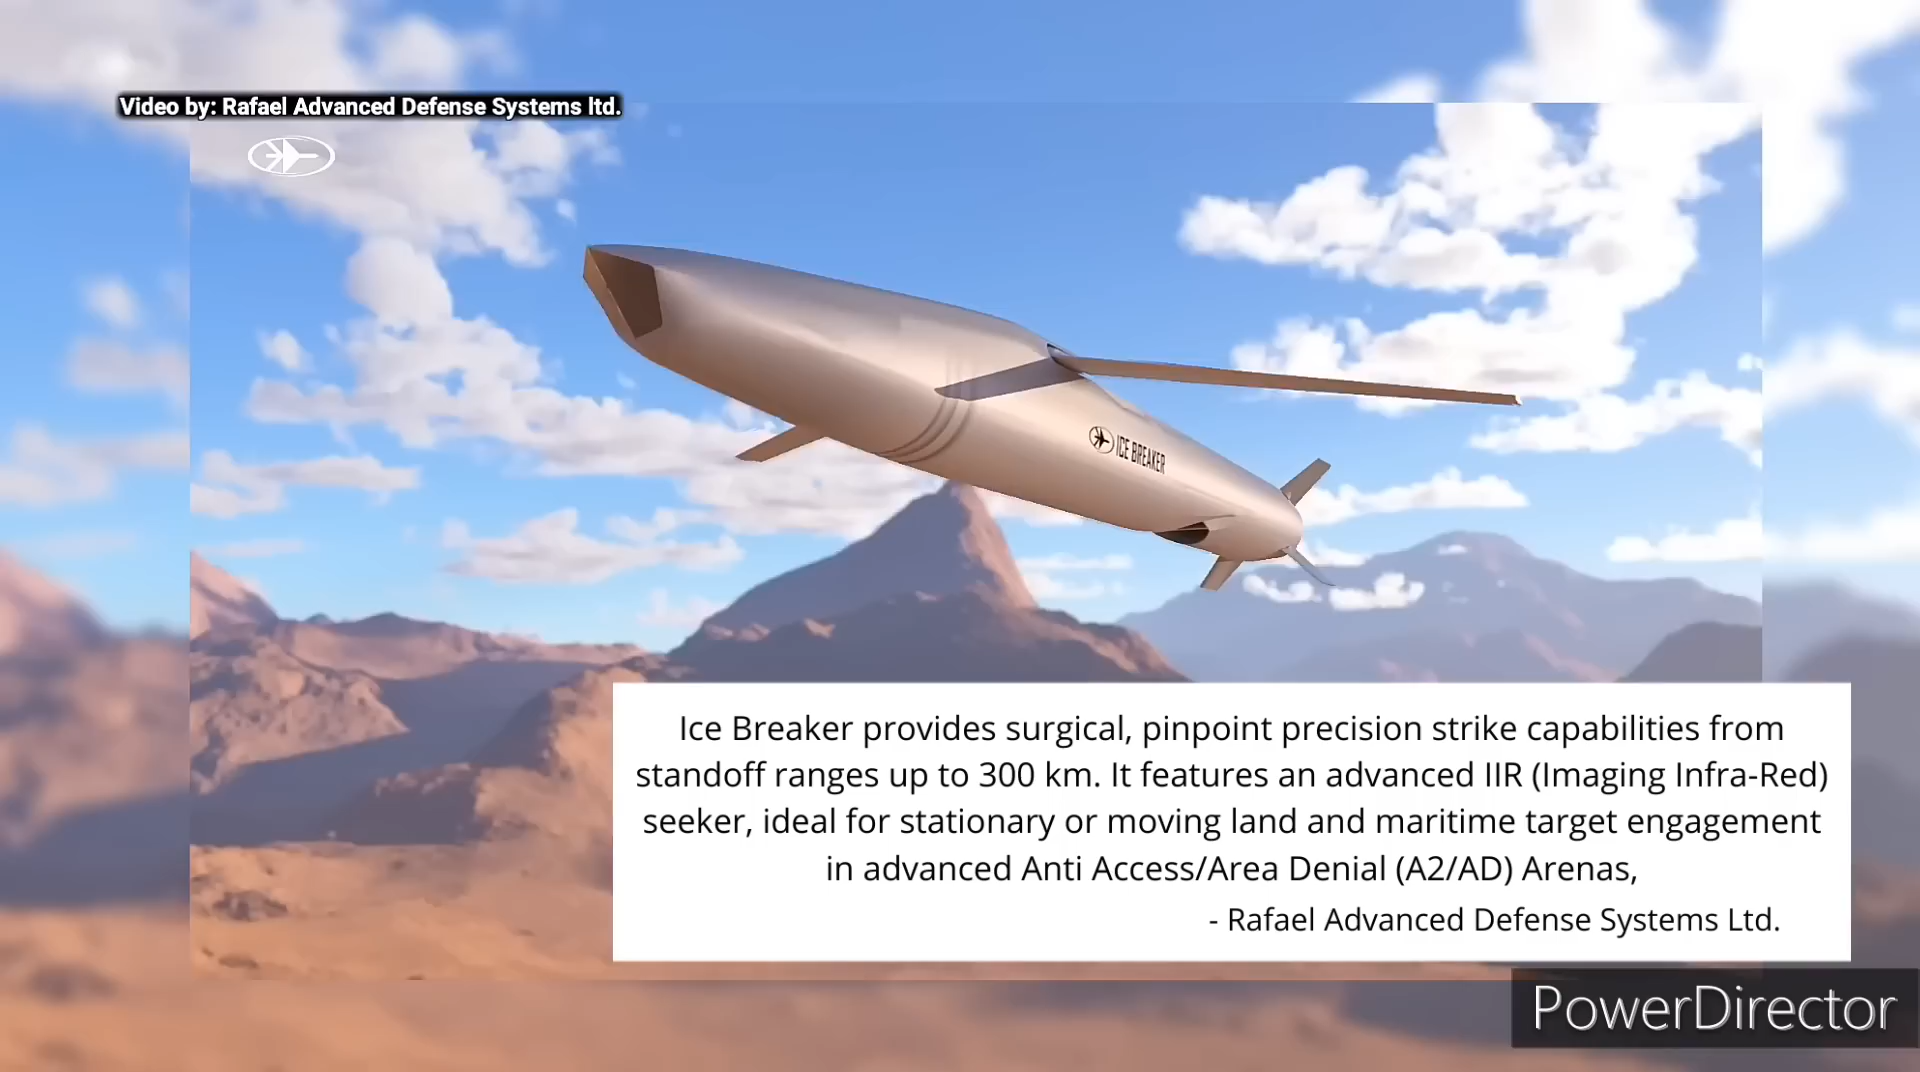 Video by: Rafael Advanced Defense Systems ltd.
ICE BREAKER
Ice Breaker provides surgical, pinpoint precision strike capabilities from
standoff ranges up to 300 km. It features an advanced IIR (Imaging Infra-Red)
seeker, ideal for stationary or moving land and maritime target engagement
in advanced Anti Access/Area Denial (A2/AD) Arenas,
- Rafael Advanced Defense Systems Ltd.
PowerDirector